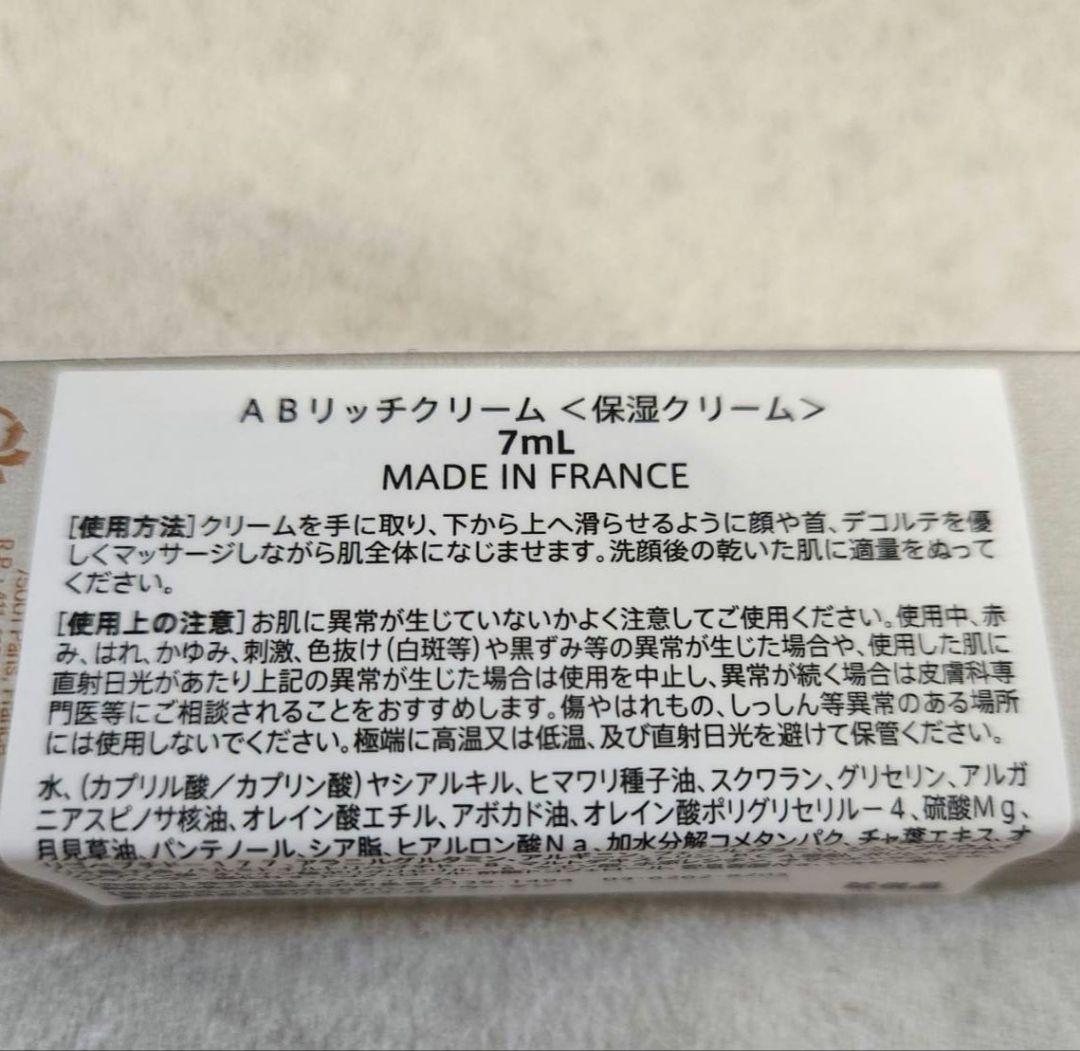 ABリッチクリーム＜保湿クリーム＞
7mL
MADE IN FRANCE
[使用方法]クリームを手に取り、下から上へ滑らせるように顔や首、デコルテを優
しくマッサージしながら肌全体になじませます。洗顔後の乾いた肌に適量をぬって
ください。
[使用上の注意]お肌に異常が生じていないかよく注意してご使用ください。使用中、赤
み、はれ、かゆみ、刺激、色抜け(白斑等)や黒ずみ等の異常が生じた場合や、使用した肌に
直射日光があたり上記の異常が生じた場合は使用を中止し、異常が続く場合は皮膚科専
門医等にご相談されることをおすすめします。傷やはれもの、しっしん等異常のある場所
には使用しないでください。極端に高温又は低温、及び直射日光を避けて保管ください。
水、(カプリル酸／カプリン酸)ヤシアルキル、ヒマワリ種子油、スクワラン、グリセリン、アルガ
ニアスピノサ核油、オレイン酸エチル、アボカド油、オレイン酸ポリグリセリル－4、硫酸Mg、
月見草油、パンテノール、シア脂、ヒアルロン酸Na、加水分解コメタンパク、チャ葉エキス、オ